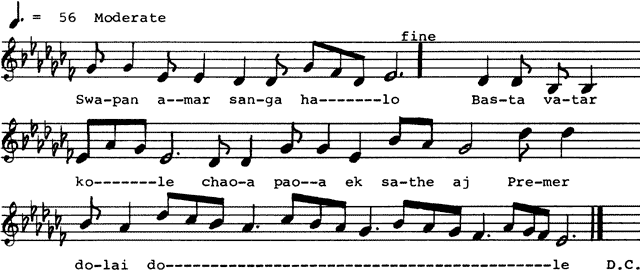 ♩. = 56 Moderate
fine
Swa-pan a--mar san-ga ha-------lo Bas-ta va-tar
ko-------le chao-a pao--a ek sa-the aj Pre-mer
do-lai do-----------------------------------------le D.C.